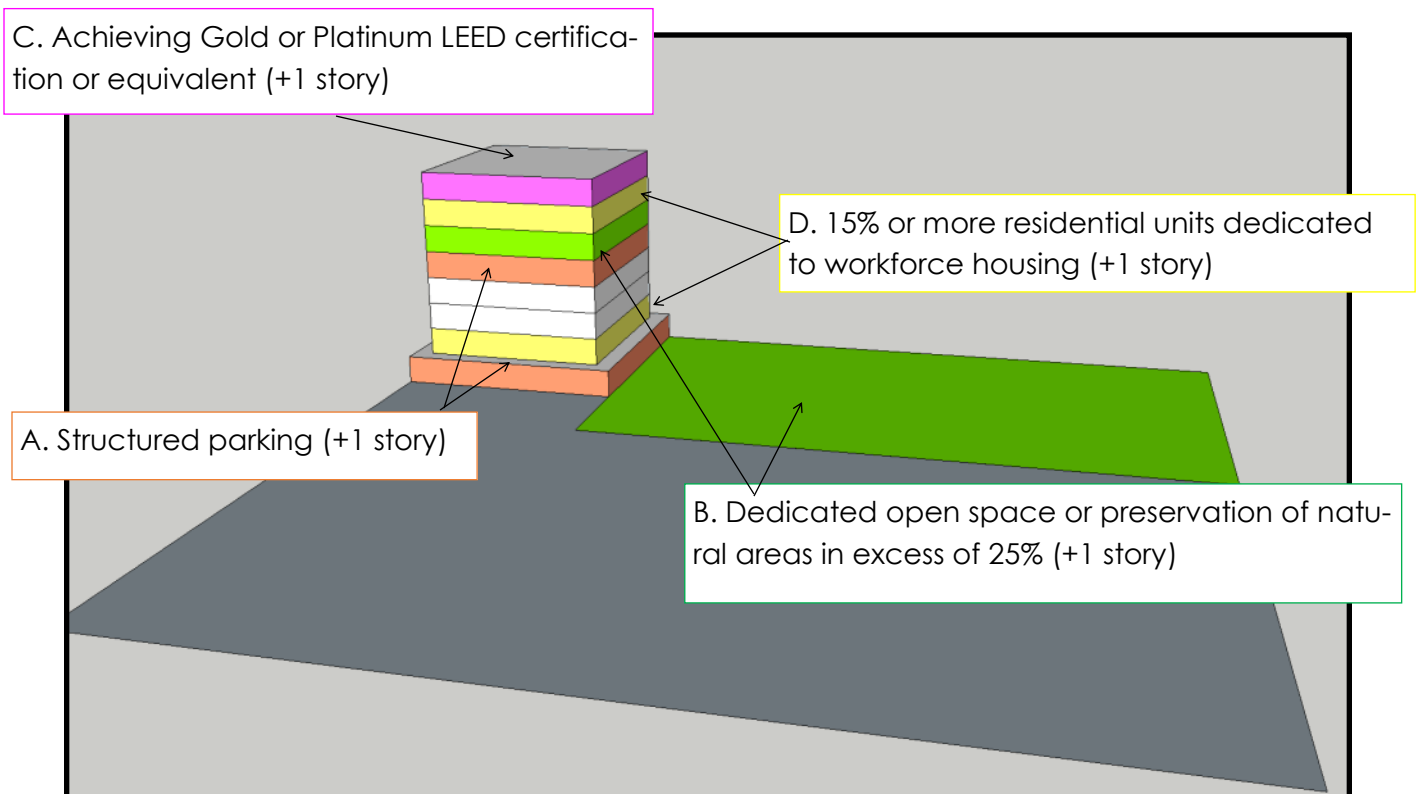 C. Achieving Gold or Platinum LEED certifica-
tion or equivalent (+1 story)
D. 15% or more residential units dedicated
to workforce housing (+1 story)
A. Structured parking (+1 story)
B. Dedicated open space or preservation of natu-
ral areas in excess of 25% (+1 story)